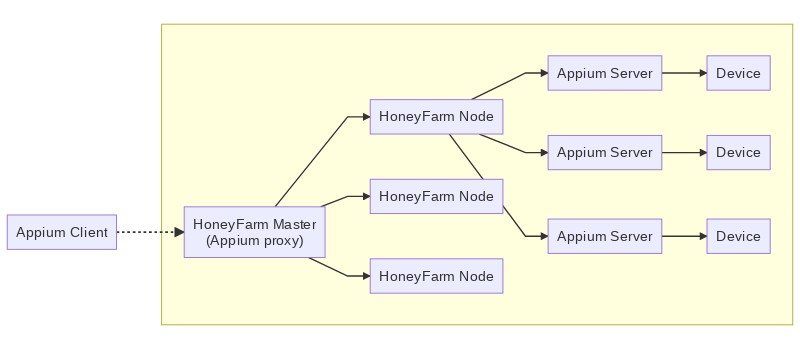 Appium Client
HoneyFarm Master
(Appium proxy)
HoneyFarm Node
HoneyFarm Node
HoneyFarm Node
Appium Server
Device
Appium Server
Device
Appium Server
Device